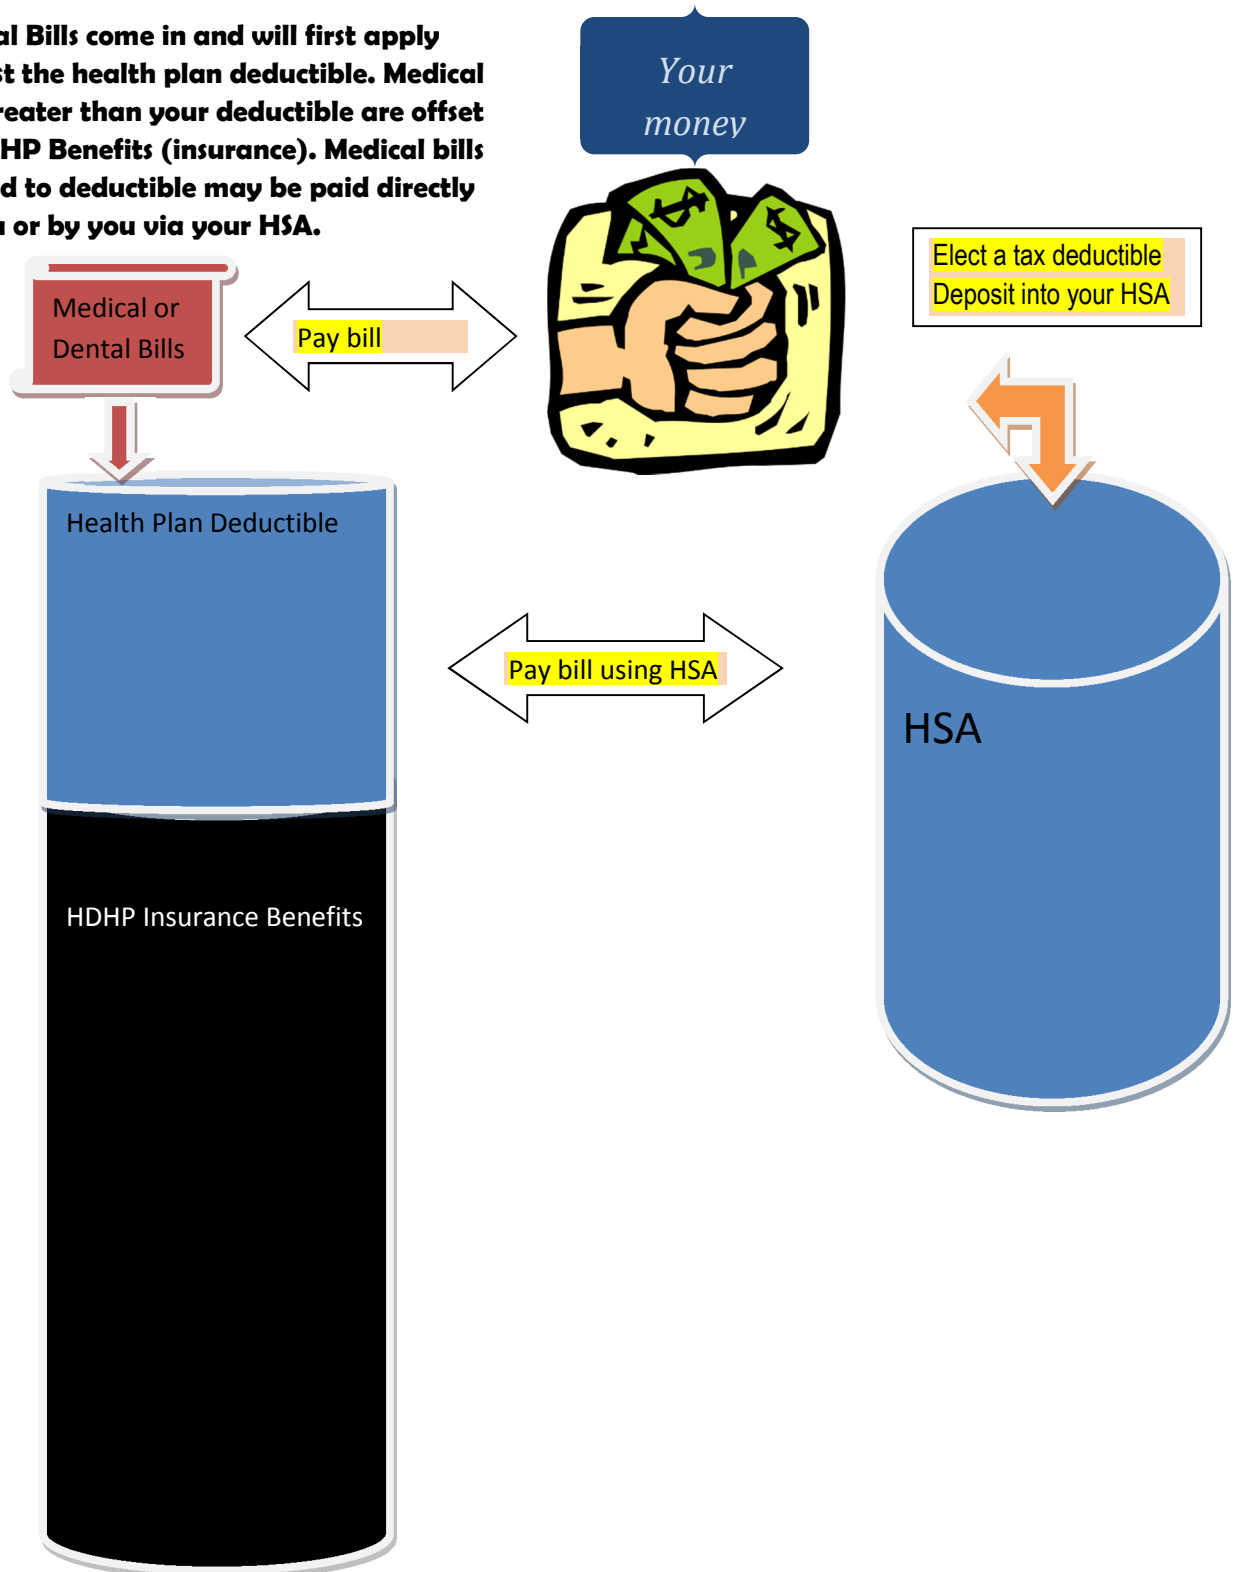 al Bills come in and will first apply
st the health plan deductible. Medical
reater than your deductible are offset
HP Benefits (insurance). Medical bills
d to deductible may be paid directly
or by you via your HSA.
Your
money
Elect a tax deductible
Deposit into your HSA
Medical or
Dental Bills
Pay bill
Health Plan Deductible
Pay bill using HSA
HSA
HDHP Insurance Benefits